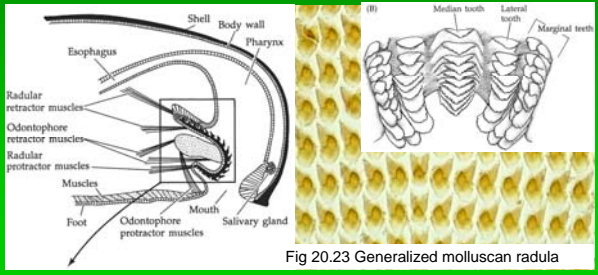 Shell
Body wall
Pharynx
Esophagus
Radular
retractor muscles
Odontophore
retractor muscles
Radular
protractor muscles
Muscles
Foot
Odontophore
protractor muscles
Mouth
Salivary gland
(B)
Median tooth
Lateral
tooth
Marginal teeth
Fig 20.23 Generalized molluscan radula